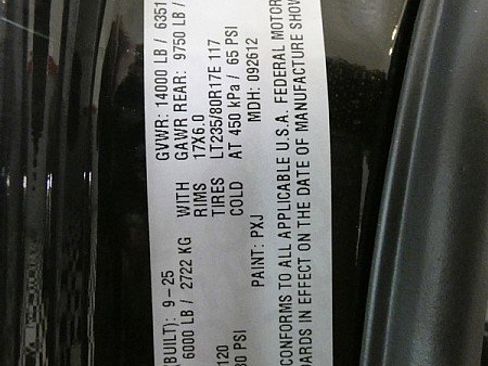 (BUILT): 9-25 GVWR: 14000 LB / 6351
6000 LB / 2722 KG GAWR REAR: 9750 LB /
WITH 17X6.0
RIMS
120 TIRES LT235/80R17E 117
80 PSI COLD AT 450 kPa / 65 PSI
PAINT: PXJ MDH: 092612
CONFORMS TO ALL APPLICABLE U.S.A. FEDERAL MOTOR
ARDS IN EFFECT ON THE DATE OF MANUFACTURE SHOW